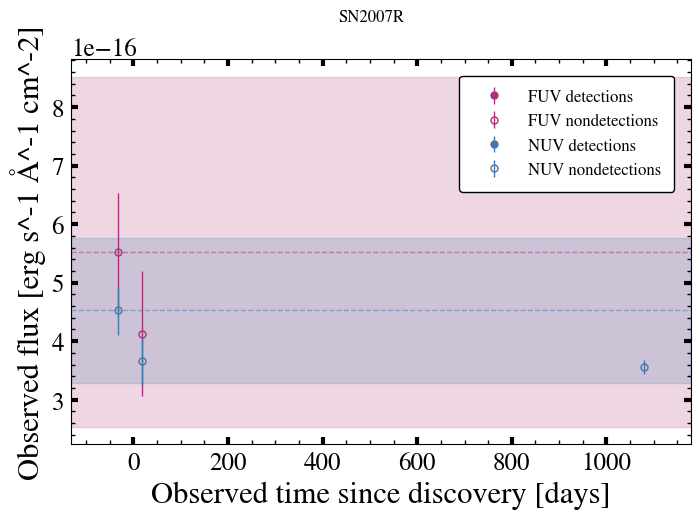 SN2007R
1e−16
FUV detections
FUV nondetections
NUV detections
NUV nondetections
8
7
6
5
4
3
Observed flux [erg s^-1 Å^-1 cm^-2]
0 200 400 600 800 1000
Observed time since discovery [days]